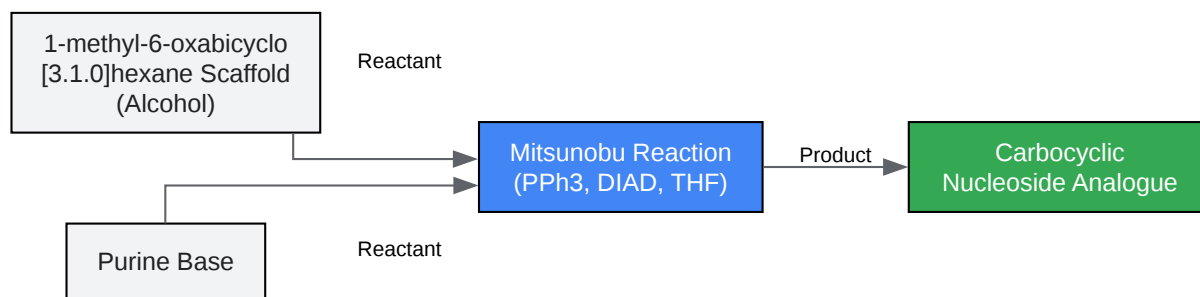 1-methyl-6-oxabicyclo
[3.1.0]hexane Scaffold
(Alcohol)
Reactant
Mitsunobu Reaction
(PPh3, DIAD, THF)
Product
Carbocyclic
Nucleoside Analogue
Purine Base
Reactant